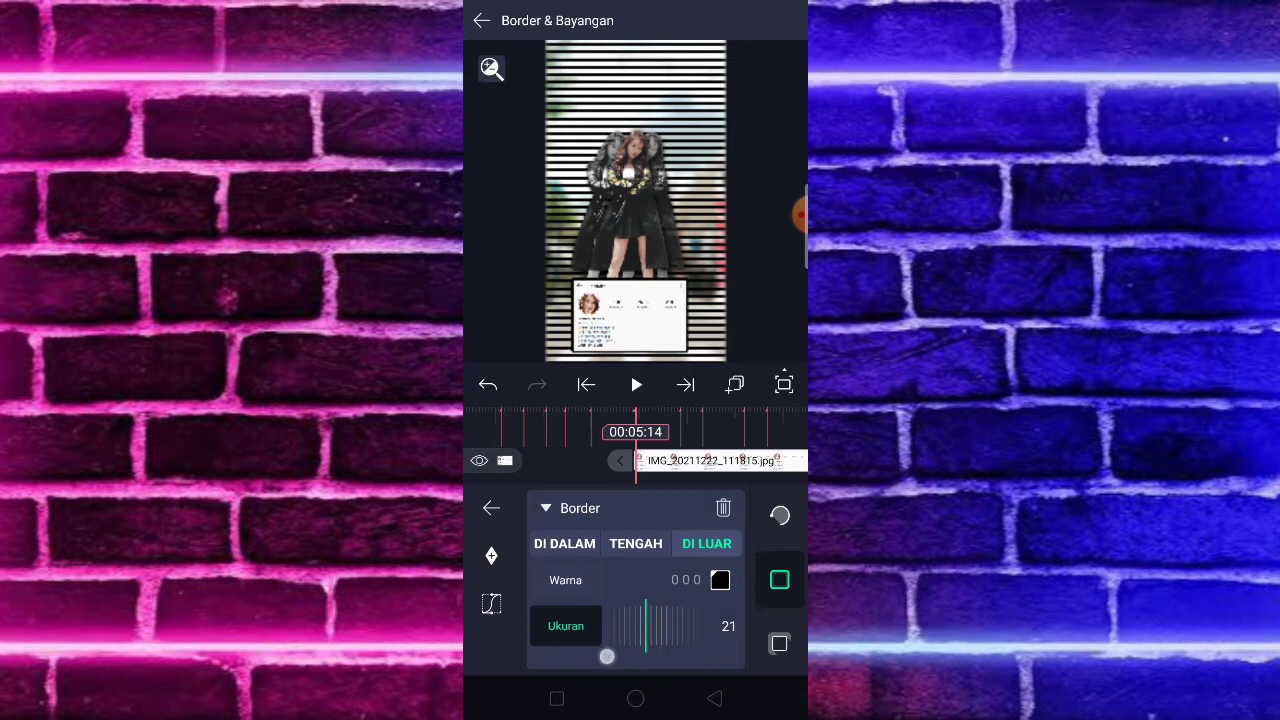 Border & Bayangan
00:05:14
IMG_20211222_111815.jpg
Border
DI DALAM TENGAH DI LUAR
Warna 0 0 0
Ukuran 21